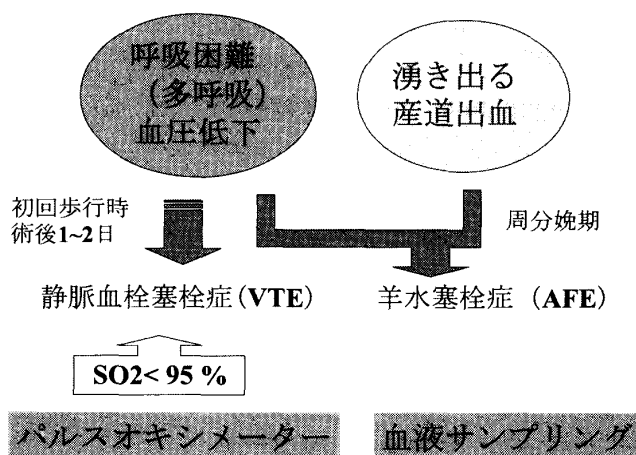 呼吸困難
(多呼吸)
血圧低下
湧き出る
産道出血
初回歩行時
術後1~2日
周分娩期
静脈血栓塞栓症(VTE)
羊水塞栓症 (AFE)
SO2< 95 %
パルスオキシメーター
血液サンプリング